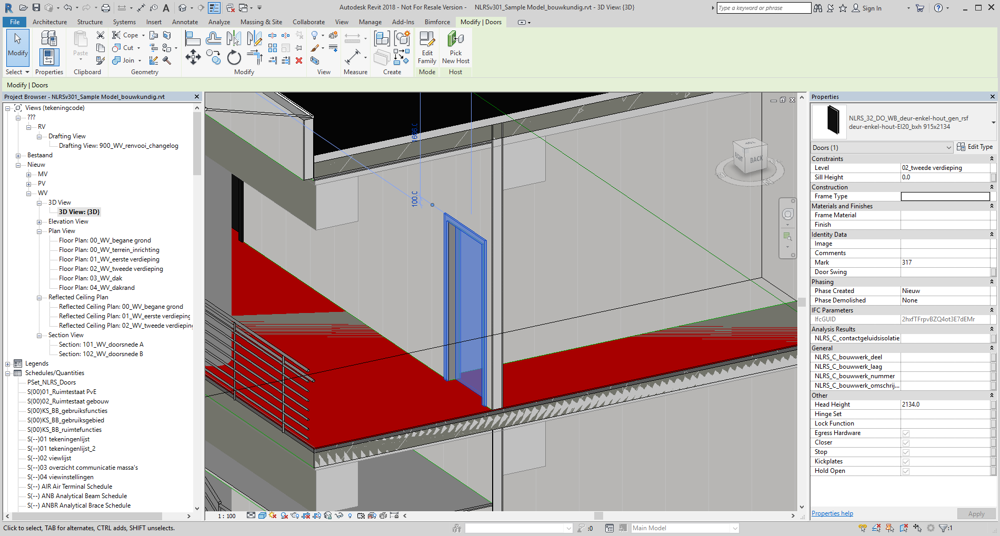 Autodesk Revit 2018 - Not For Resale Version - NLRSv301_Sample Model_bouwkundig.rvt - 3D View: {3D}
Type a keyword or phrase
Sign In
File Architecture Structure Systems Insert Annotate Analyze Massing & Site Collaborate View Manage Add-Ins Bimforce Modify | Doors
Modify
Paste
Cope
Cut
Join
Edit Family
Pick New Host
Select Properties Clipboard Geometry Modify View Measure Create Mode Host
Modify | Doors
Project Browser - NLRSv301_Sample Model_bouwkundig.rvt
Views (tekeningcode)
???
RV
Drafting View
Drafting View: 900_WV_renvooi_changelog
Bestaand
Nieuw
MV
PV
WV
3D View
3D View: {3D}
Elevation View
Plan View
Floor Plan: 00_WV_begane grond
Floor Plan: 00_WV_terrein_inrichting
Floor Plan: 01_WV_eerste verdieping
Floor Plan: 02_WV_tweede verdieping
Floor Plan: 03_WV_dak
Floor Plan: 04_WV_dakrand
Reflected Ceiling Plan
Reflected Ceiling Plan: 00_WV_begane grond
Reflected Ceiling Plan: 01_WV_eerste verdieping
Reflected Ceiling Plan: 02_WV_tweede verdieping
Section View
Section: 101_WV_doorsnede A
Section: 102_WV_doorsnede B
Legends
Schedules/Quantities
PSet_NLRS_Doors
S(00)01_Ruimtestaat PvE
S(00)02_Ruimtestaat gebouw
S(00)KS_BB_gebruiksfuncties
S(00)KS_BB_gebruiksgebied
S(00)KS_BB_ruimtefuncties
S(--)01 tekeningenlijst
S(--)01 tekeningenlijst_2
S(--)02 viewlijst
S(--)03 overzicht communicatie massa's
S(--)04 viewinstellingen
S(--) AIR Air Terminal Schedule
S(--) ANB Analytical Beam Schedule
S(--) ANBR Analytical Brace Schedule
100.0
TOP
RIGHT
BACK
1 : 100
Properties
NLRS_32_DO_WB_deur-enkel-hout_gen_rsf
deur-enkel-hout-EI20_bxh 915x2134
Doors (1)
Edit Type
Constraints
Level 02_tweede verdieping
Sill Height 0.0
Construction
Frame Type
Materials and Finishes
Frame Material
Finish
Identity Data
Image
Comments
Mark 317
Door Swing
Phasing
Phase Created Nieuw
Phase Demolished None
IFC Parameters
IfcGUID 2hxfTFrpvBZQ4ot3E7dEMr
Analysis Results
NLRS_C_contactgeluidsisolatie
General
NLRS_C_bouwwerk_deel
NLRS_C_bouwwerk_laag
NLRS_C_bouwwerk_nummer
NLRS_C_bouwwerk_omschrij...
Other
Head Height 2134.0
Hinge Set
Lock Function
Egress Hardware
Closer
Stop
Kickplates
Hold Open
Properties help
Apply
Click to select, TAB for alternates, CTRL adds, SHIFT unselects.
:0
Main Model
:1